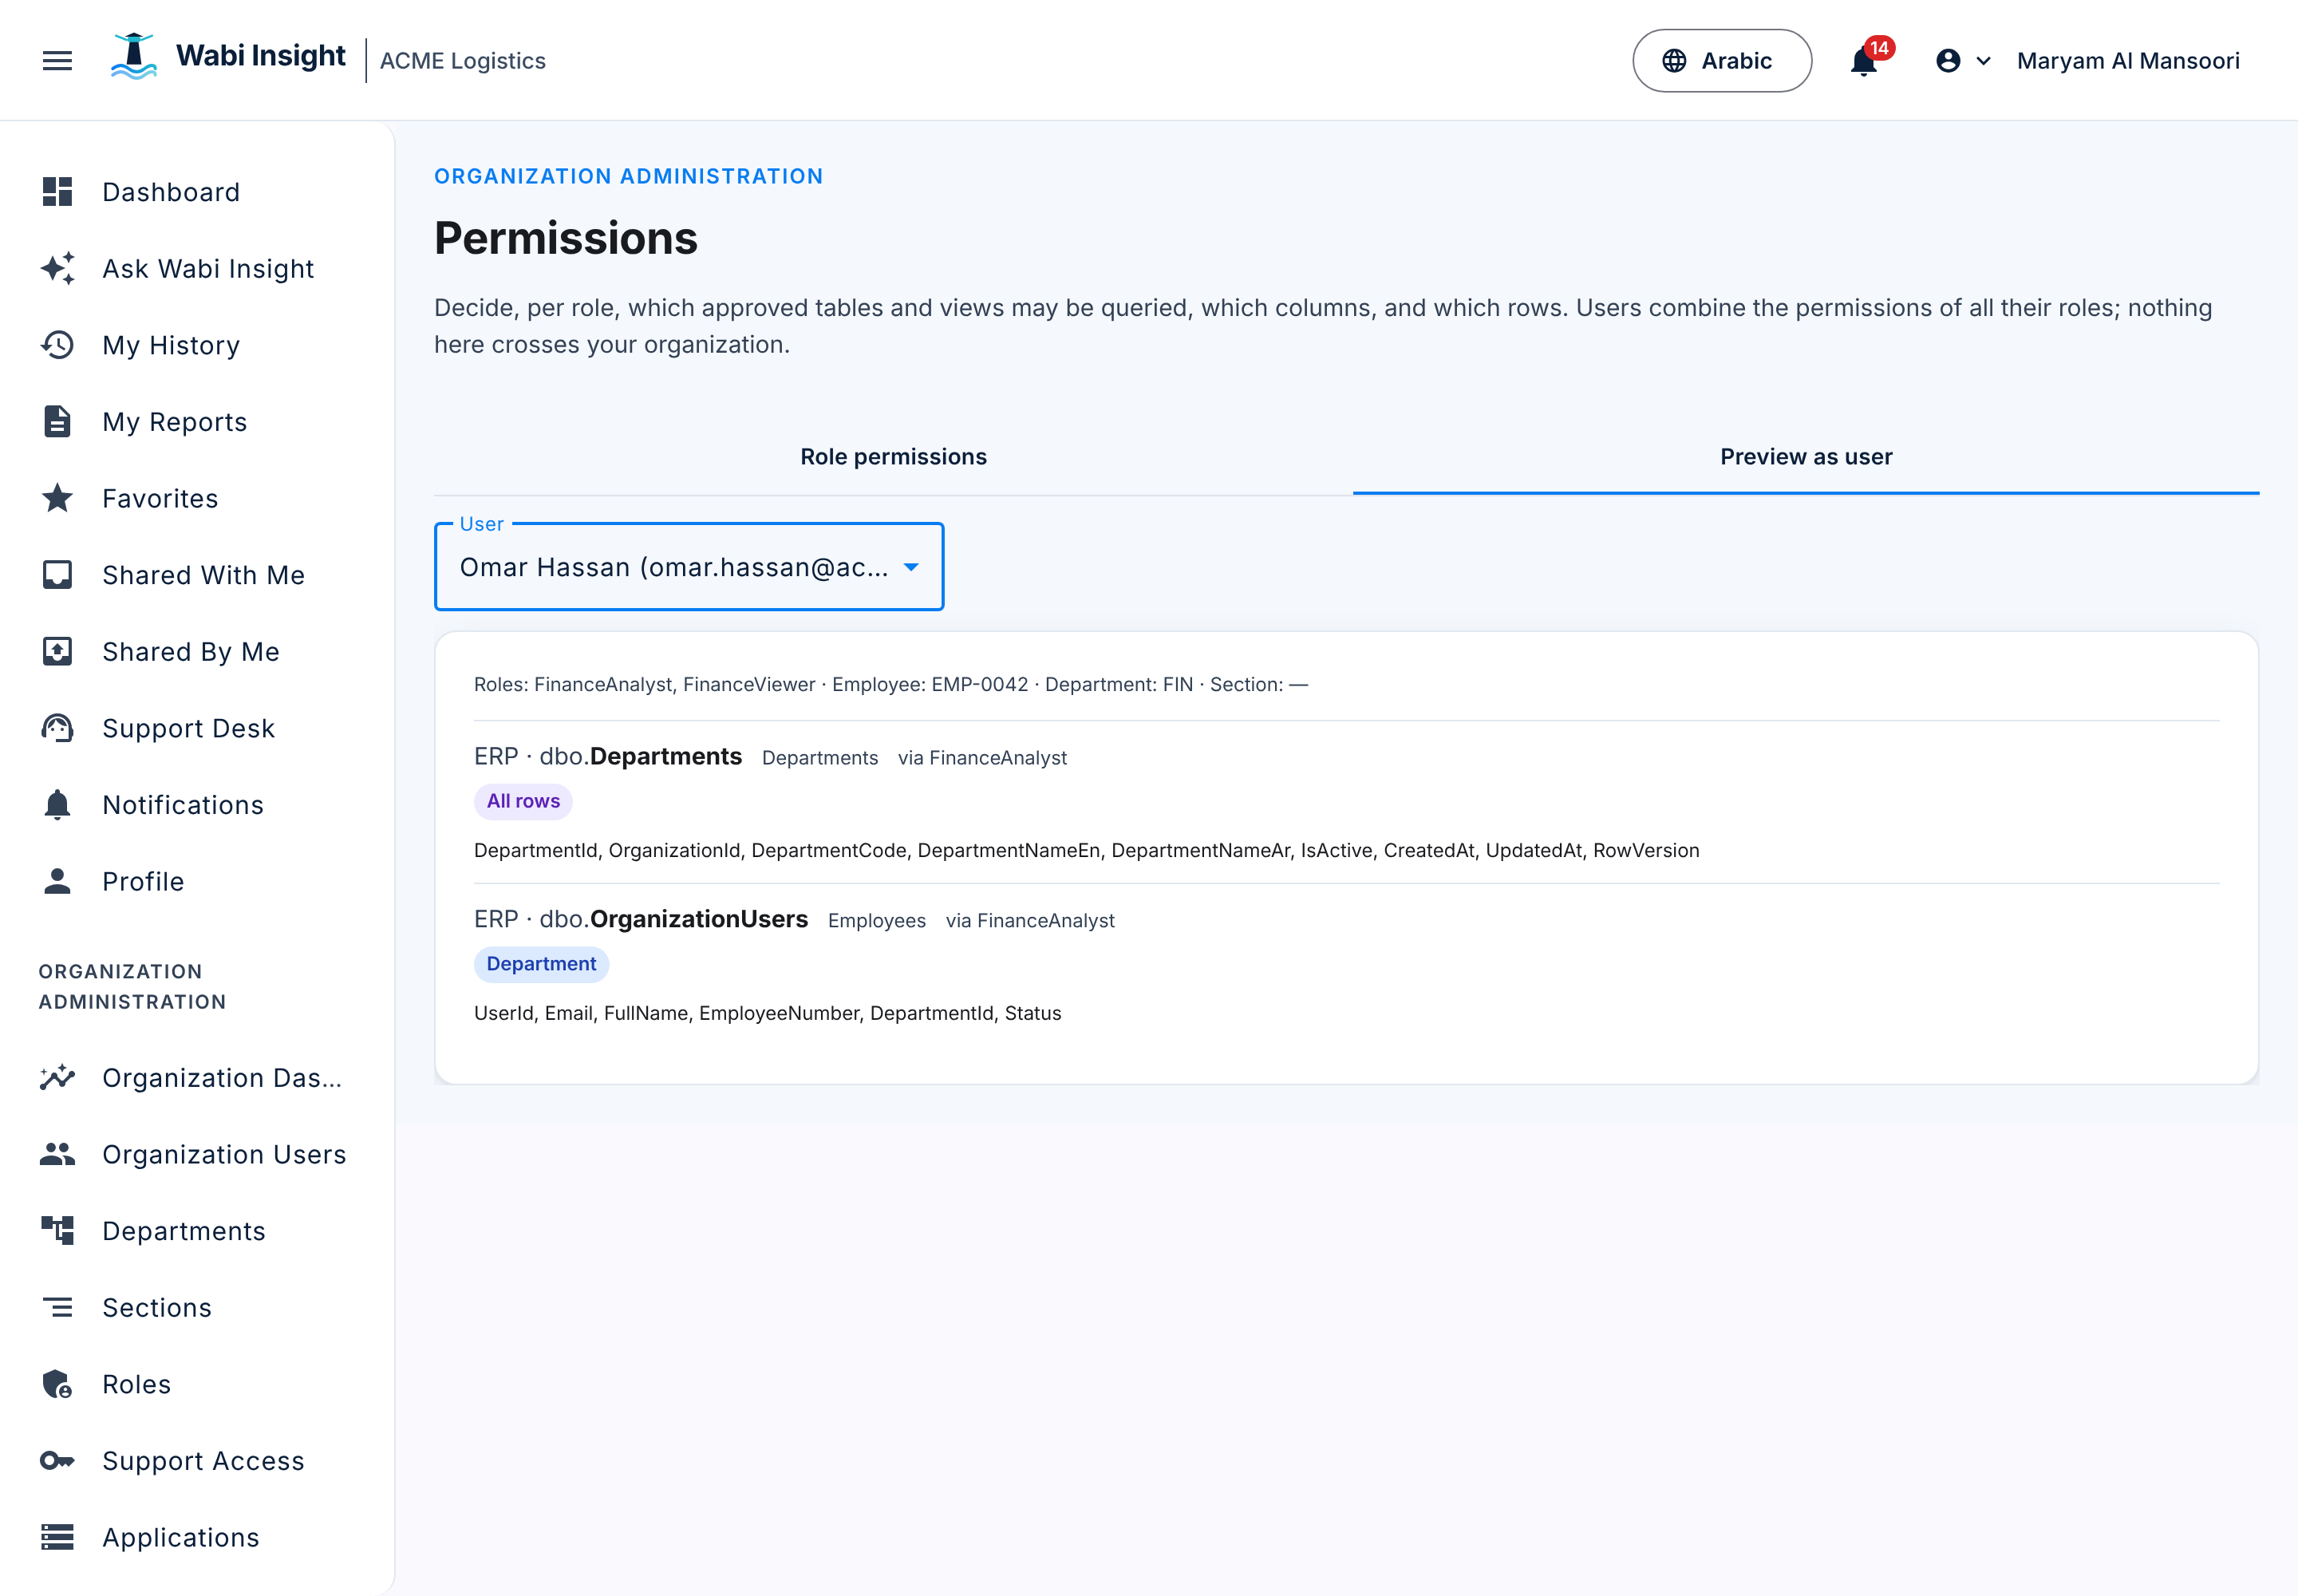 Wabi Insight
ACME Logistics
Arabic
14
Maryam Al Mansoori
Dashboard
Ask Wabi Insight
My History
My Reports
Favorites
Shared With Me
Shared By Me
Support Desk
Notifications
Profile
ORGANIZATION
ADMINISTRATION
Organization Das...
Organization Users
Departments
Sections
Roles
Support Access
Applications
ORGANIZATION ADMINISTRATION
Permissions
Decide, per role, which approved tables and views may be queried, which columns, and which rows. Users combine the permissions of all their roles; nothing
here crosses your organization.
Role permissions
Preview as user
User
Omar Hassan (omar.hassan@ac...
Roles: FinanceAnalyst, FinanceViewer · Employee: EMP-0042 · Department: FIN · Section: —
ERP · dbo.Departments Departments via FinanceAnalyst
All rows
DepartmentId, OrganizationId, DepartmentCode, DepartmentNameEn, DepartmentNameAr, IsActive, CreatedAt, UpdatedAt, RowVersion
ERP · dbo.OrganizationUsers Employees via FinanceAnalyst
Department
UserId, Email, FullName, EmployeeNumber, DepartmentId, Status